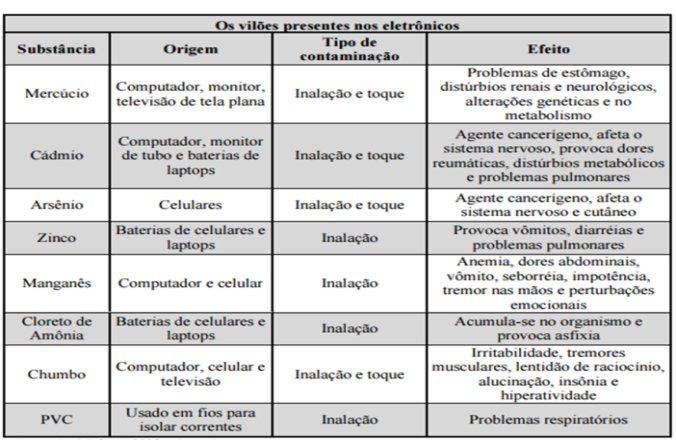 Os vilões presentes nos eletrônicos
Substância
Origem
Tipo de
contaminação
Efeito
Mercúcio
Computador, monitor,
televisão de tela plana
Inalação e toque
Problemas de estômago,
distúrbios renais e neurológicos,
alterações genéticas e no
metabolismo
Cádmio
Computador, monitor
de tubo e baterias de
laptops
Inalação e toque
Agente cancerígeno, afeta o
sistema nervoso, provoca dores
reumáticas, distúrbios metabólicos
e problemas pulmonares
Arsênio
Celulares
Inalação e toque
Agente cancerígeno, afeta o
sistema nervoso e cutâneo
Zinco
Baterias de celulares e
laptops
Inalação
Provoca vômitos, diarréias e
problemas pulmonares
Manganês
Computador e celular
Inalação
Anemia, dores abdominais,
vômito, seborréia, impotência,
tremor nas mãos e perturbações
emocionais
Cloreto de
Amônia
Baterias de celulares e
laptops
Inalação
Acumula-se no organismo e
provoca asfixia
Chumbo
Computador, celular e
televisão
Inalação e toque
Irritabilidade, tremores
musculares, lentidão de raciocínio,
alucinação, insônia e
hiperatividade
PVC
Usado em fios para
isolar correntes
Inalação
Problemas respiratórios